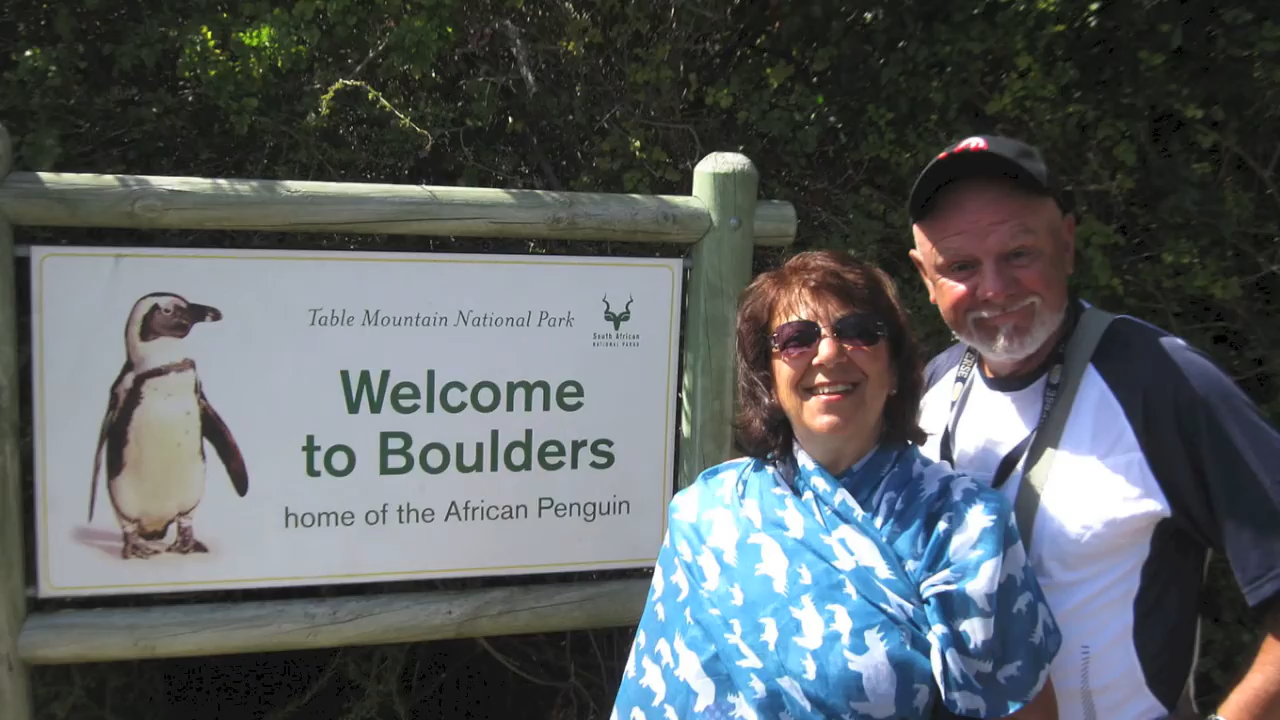 Table Mountain National Park
South African
NATIONAL PARKS
Welcome
to Boulders
home of the African Penguin